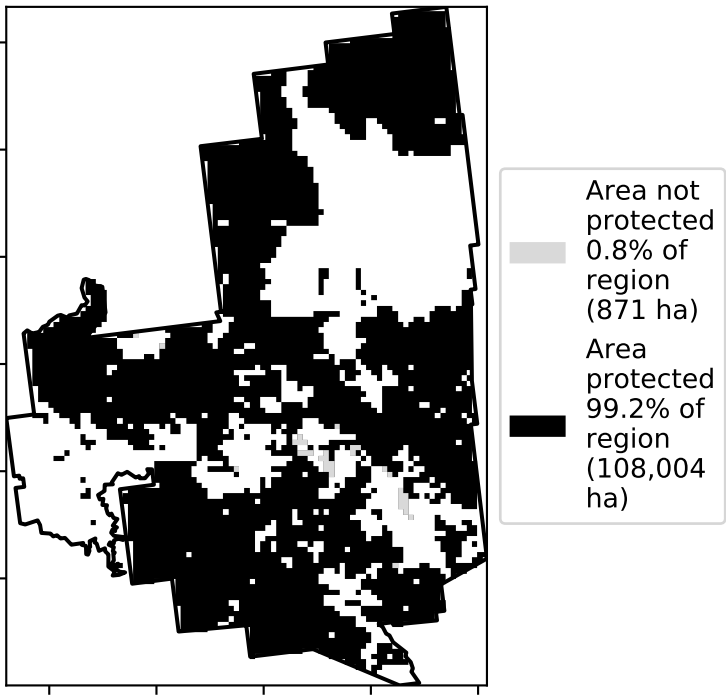 Area not
protected
0.8% of
region
(871 ha)
Area
protected
99.2% of
region
(108,004
ha)